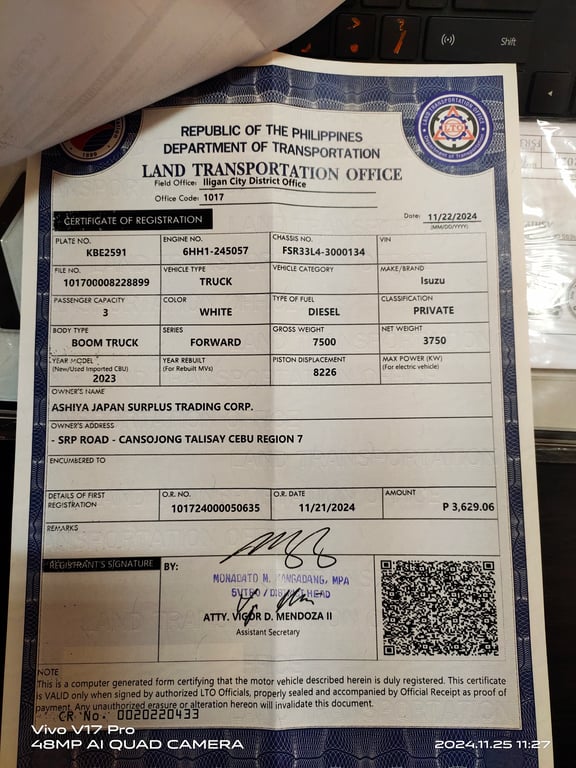 Shift
REPUBLIC OF THE PHILIPPINES
DEPARTMENT OF TRANSPORTATION
LAND TRANSPORTATION OFFICE
Field Office: Iligan City District Office
Office Code: 1017
CERTIFICATE OF REGISTRATION
Date: 11/22/2024
(MM/DD/YYYY)
PLATE NO. ENGINE NO. CHASSIS NO. VIN
KBE2591 6HH1-245057 FSR33L4-3000134
FILE NO. VEHICLE TYPE VEHICLE CATEGORY MAKE/BRAND
101700008228899 TRUCK Isuzu
PASSENGER CAPACITY COLOR TYPE OF FUEL CLASSIFICATION
3 WHITE DIESEL PRIVATE
BODY TYPE SERIES GROSS WEIGHT NET WEIGHT
BOOM TRUCK FORWARD 7500 3750
YEAR MODEL YEAR REBUILT PISTON DISPLACEMENT MAX POWER (KW)
(New/Used Imported CBU) (For Rebuilt MVs) (For electric vehicle)
2023 8226
OWNER'S NAME
ASHIYA JAPAN SURPLUS TRADING CORP.
OWNER'S ADDRESS
- SRP ROAD - CANSOJONG TALISAY CEBU REGION 7
ENCUMBERED TO
DETAILS OF FIRST O.R. NO. O.R. DATE AMOUNT
REGISTRATION 101724000050635 11/21/2024 P 3,629.06
REMARKS
REGISTRANT'S SIGNATURE BY:
MONADATO M. MPA
HEAD
ATTY. VIGOR D. MENDOZA II
Assistant Secretary
NOTE
This is a computer generated form certifying that the motor vehicle described herein is duly registered. This certificate
is VALID only when signed by authorized LTO Officials, properly sealed and accompanied by Official Receipt as proof of
payment. Any unauthorized erasure or alteration hereon will invalidate this document.
CR No. 0020220433
Vivo V17 Pro
48MP AI QUAD CAMERA 2024.11.25 11:27